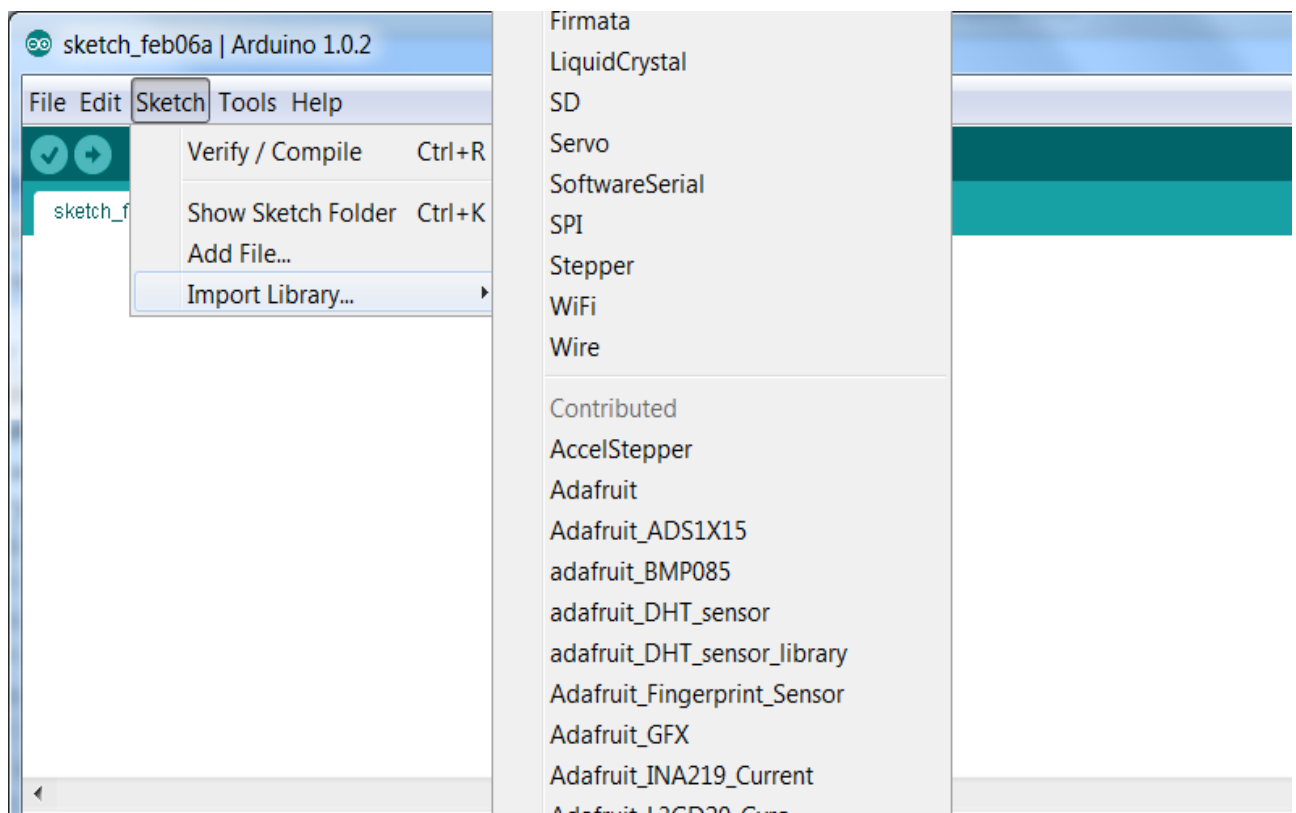 sketch_feb06a | Arduino 1.0.2
File Edit Sketch Tools Help
sketch_f
Verify / Compile Ctrl+R
Show Sketch Folder Ctrl+K
Add File...
Import Library...
Firmata
LiquidCrystal
SD
Servo
SoftwareSerial
SPI
Stepper
WiFi
Wire
Contributed
AccelStepper
Adafruit
Adafruit_ADS1X15
adafruit_BMP085
adafruit_DHT_sensor
adafruit_DHT_sensor_library
Adafruit_Fingerprint_Sensor
Adafruit_GFX
Adafruit_INA219_Current